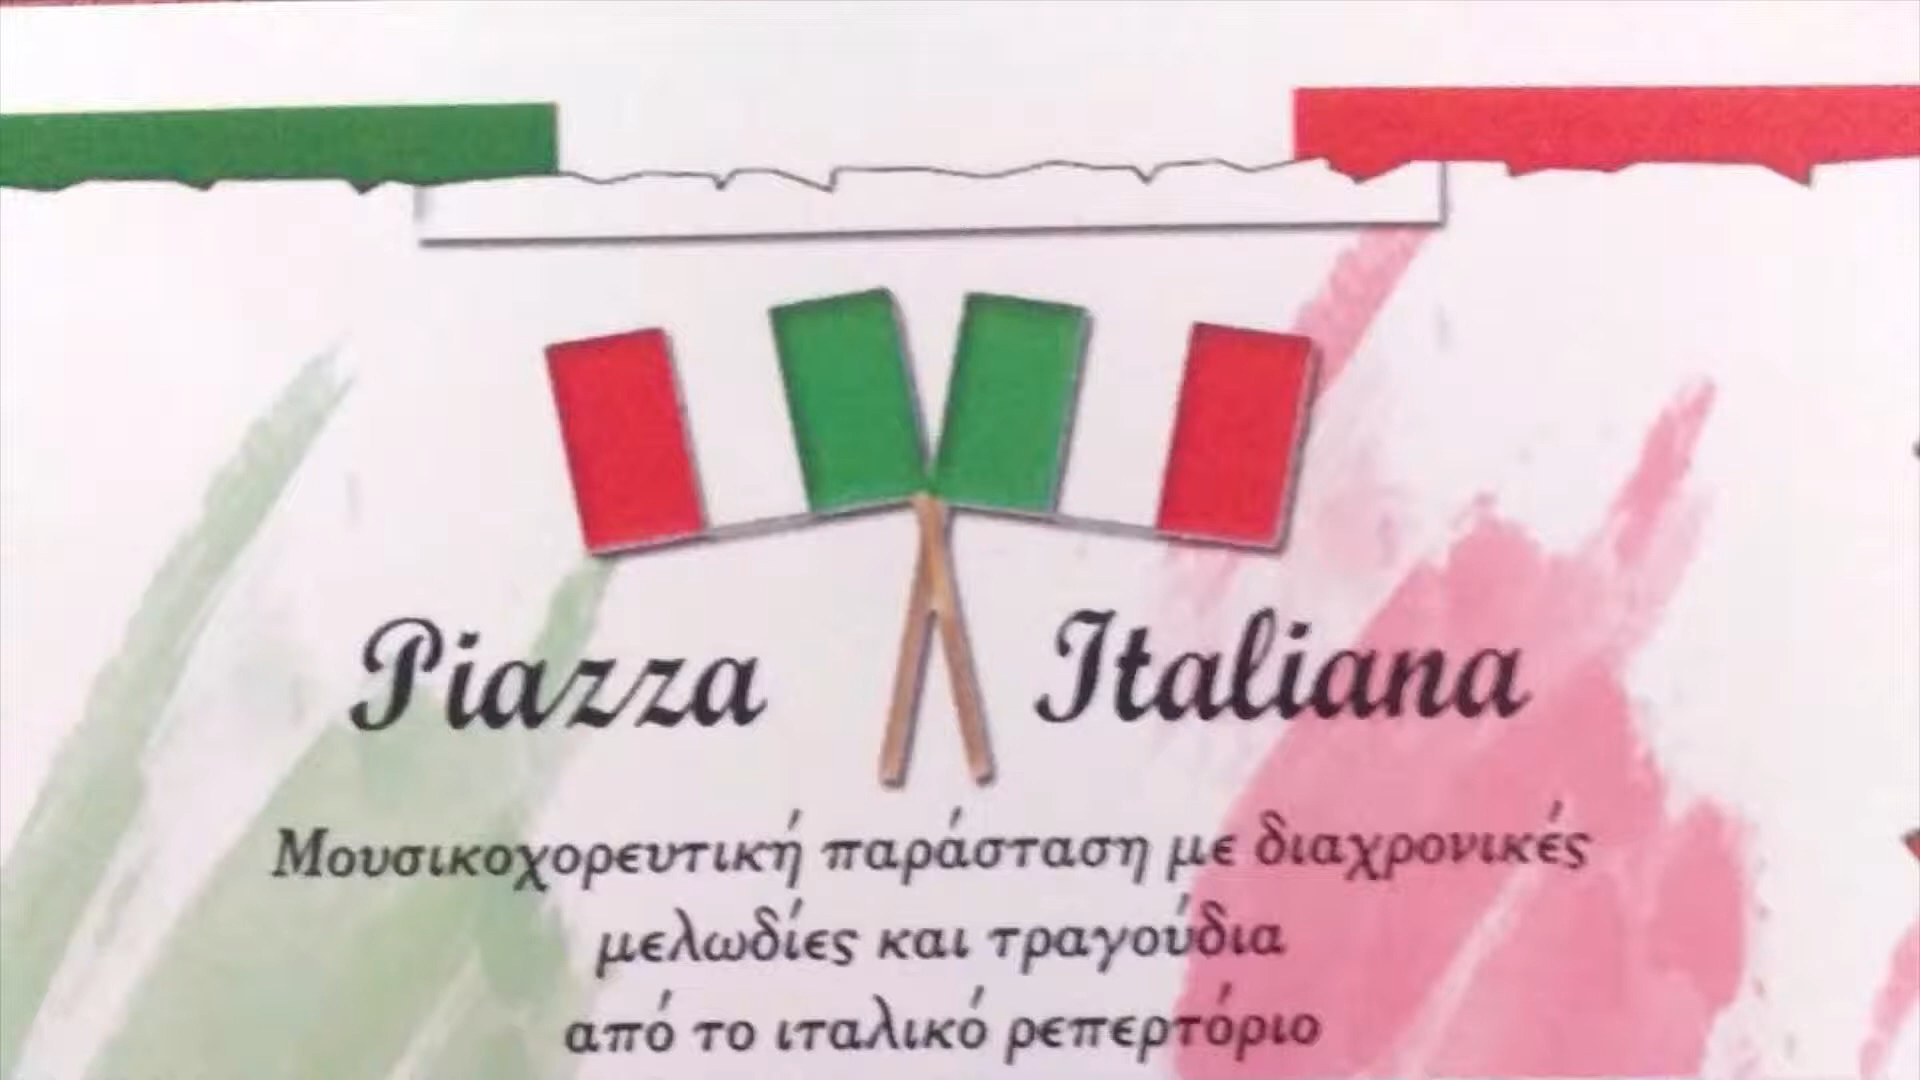 Piazza Italiana
Μουσικοχορευτική παράσταση με διαχρονικές
μελωδίες και τραγούδια
από το ιταλικό ρεπερτόριο